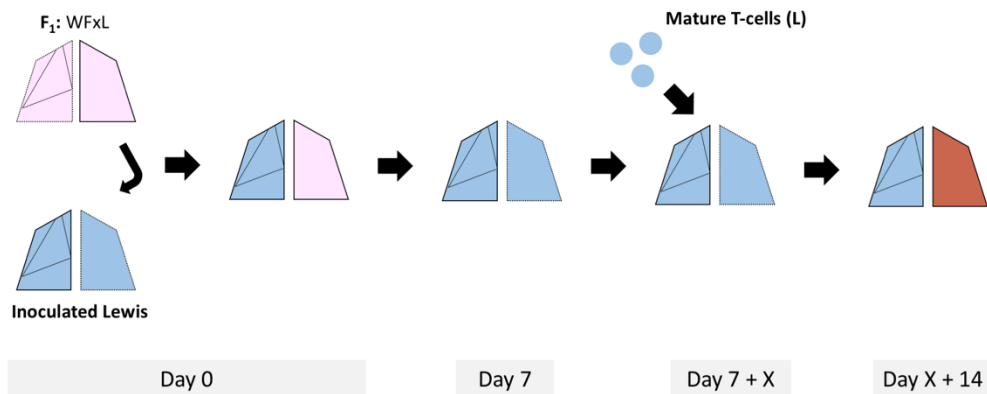 F₁: WFxL
Mature T-cells (L)
Inoculated Lewis
Day 0
Day 7
Day 7 + X
Day X + 14